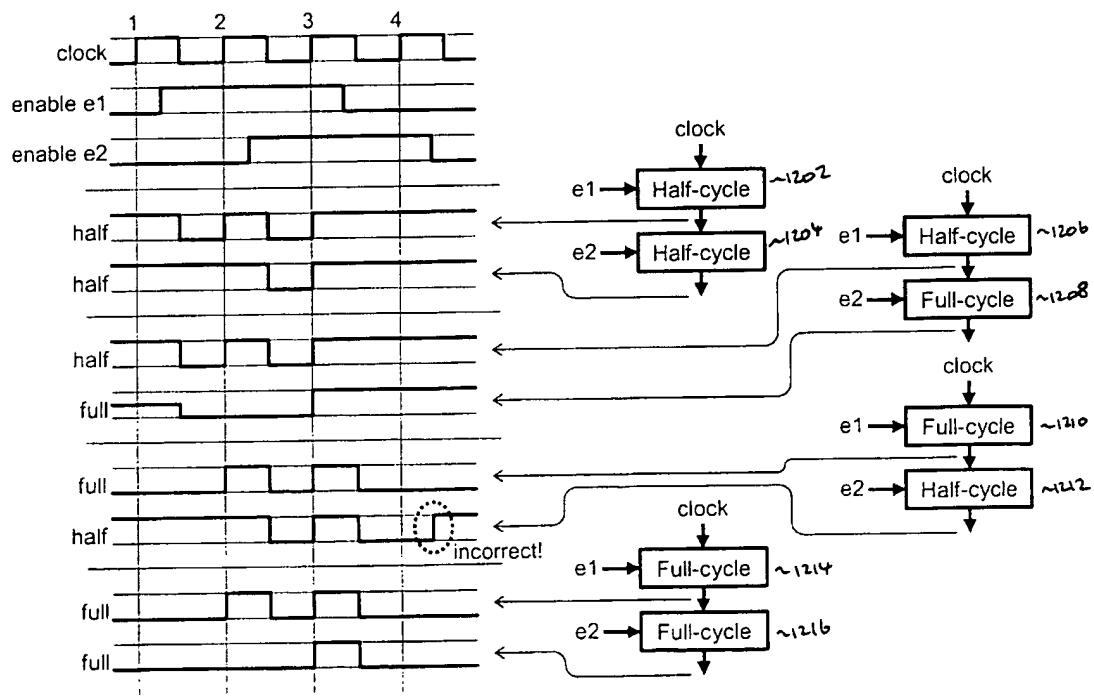 1 2 3 4
clock
enable e1
enable e2
half
half
half
full
full
half
incorrect!
full
full
clock
e1 Half-cycle ~1202
e2 Half-cycle ~1204
clock
e1 Half-cycle ~1206
e2 Full-cycle ~1208
clock
e1 Full-cycle ~1210
e2 Half-cycle ~1212
clock
e1 Full-cycle ~1214
e2 Full-cycle ~1216